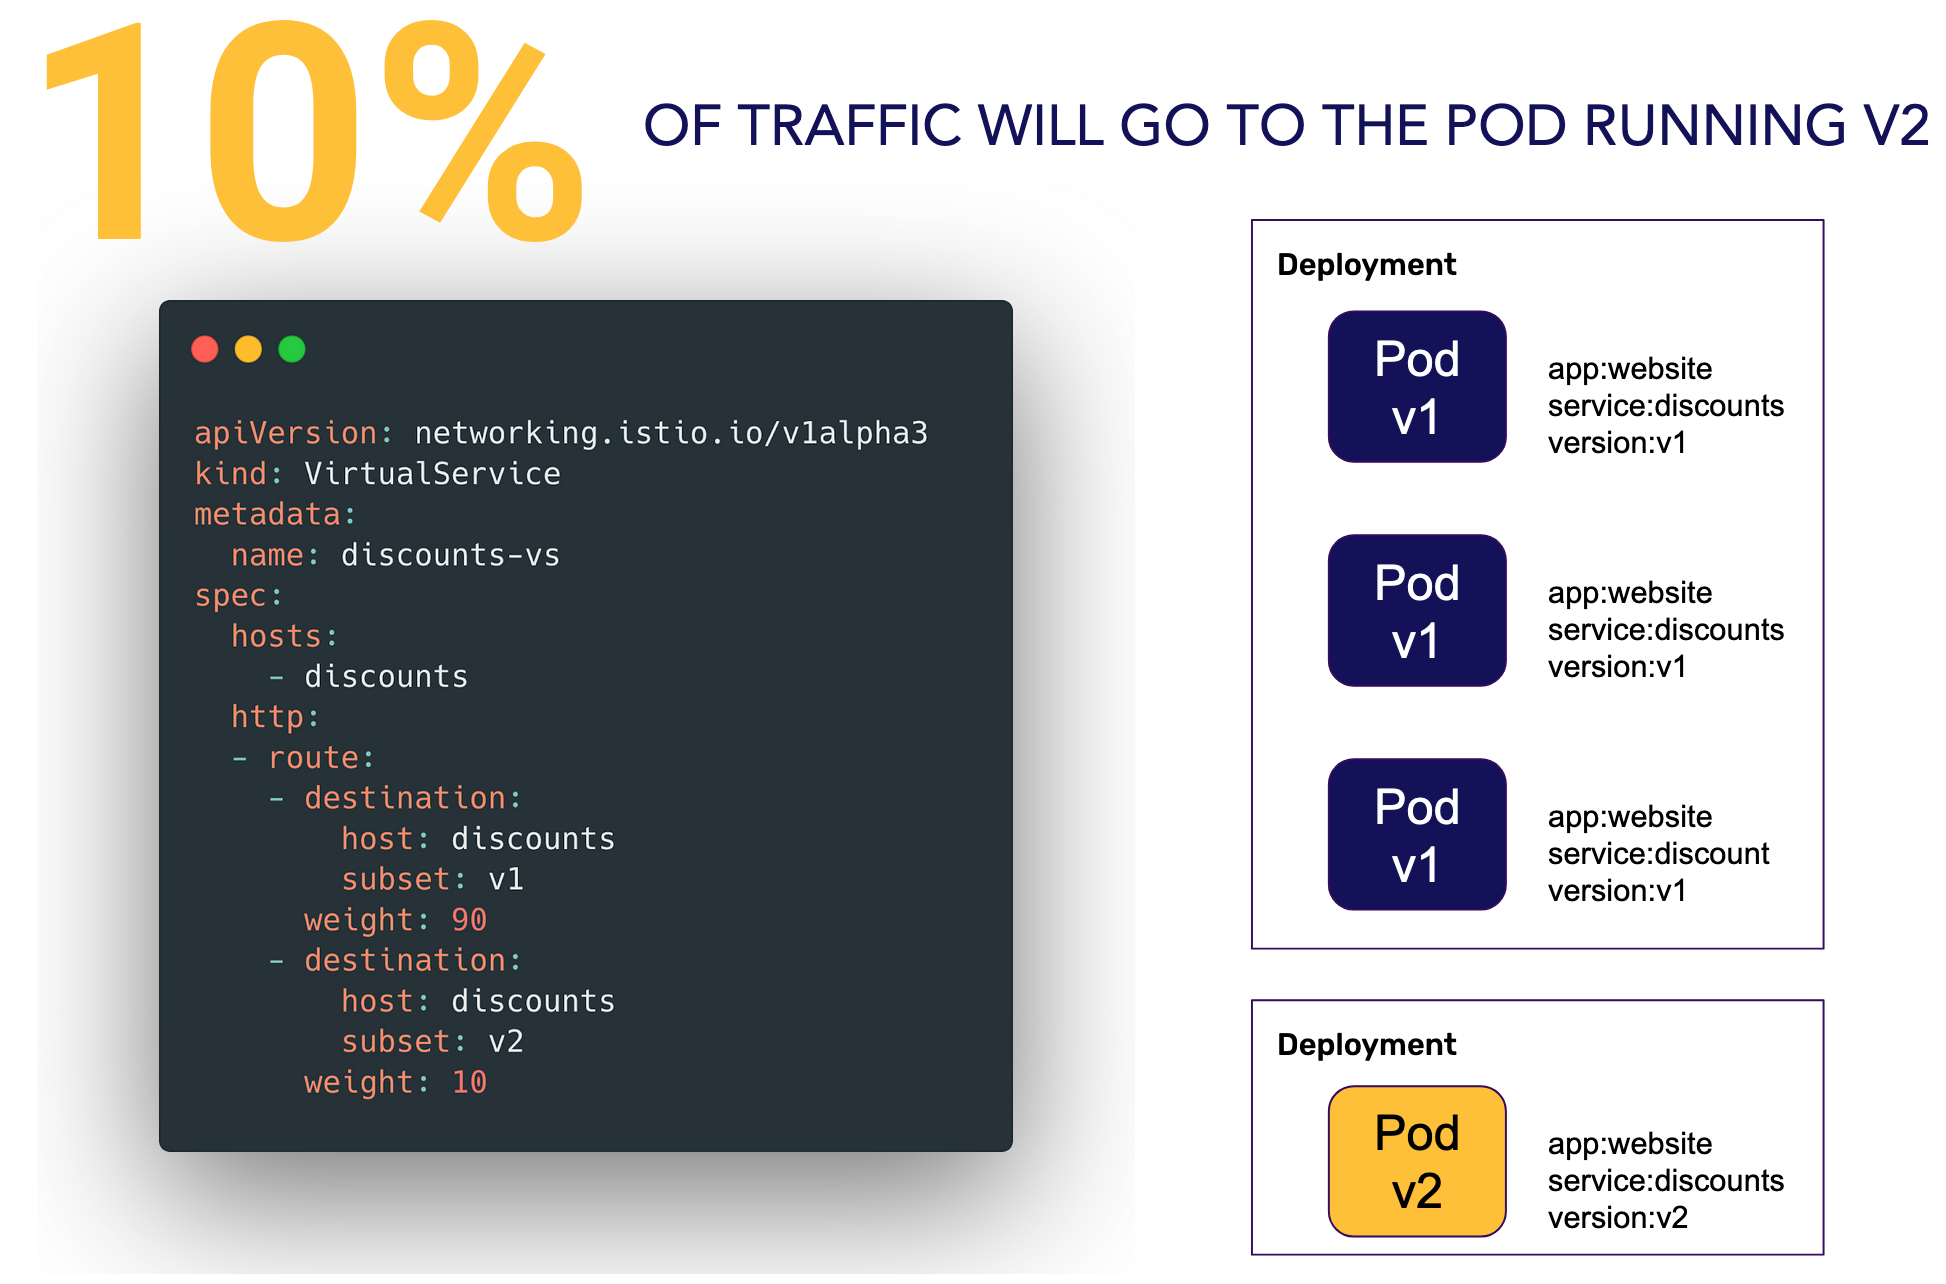 10% OF TRAFFIC WILL GO TO THE POD RUNNING V2
apiVersion: networking.istio.io/v1alpha3
kind: VirtualService
metadata:
  name: discounts-vs
spec:
  hosts:
    - discounts
  http:
  - route:
    - destination:
        host: discounts
        subset: v1
      weight: 90
    - destination:
        host: discounts
        subset: v2
      weight: 10
Deployment
Pod
v1
app:website
service:discounts
version:v1
Pod
v1
app:website
service:discounts
version:v1
Pod
v1
app:website
service:discount
version:v1
Deployment
Pod
v2
app:website
service:discounts
version:v2